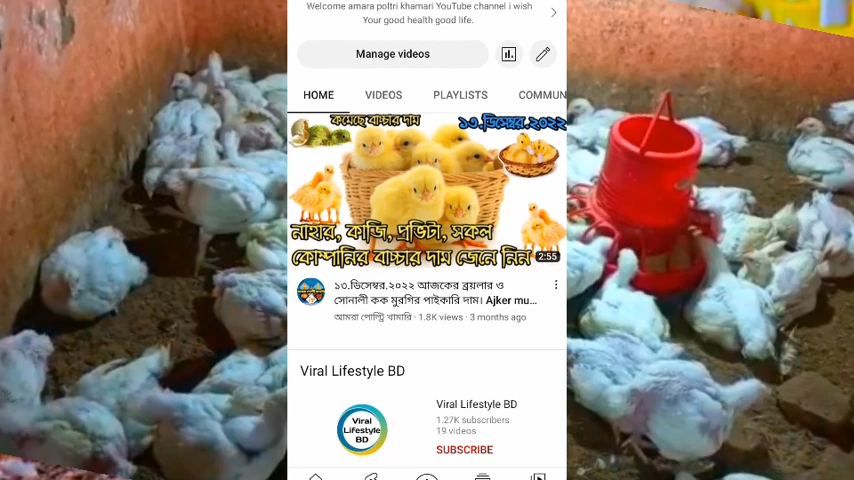 Welcome amara poltri khamari YouTube channel i wish
Your good health good life.
Manage videos
HOME VIDEOS PLAYLISTS COMMUN
কমেছে বাচ্চার দাম
১৩.ডিসেম্বর.২০২২
নাহার, কাজি, প্রভিটা, সকল
কোম্পানির বাচ্চার দাম জেনে নিন
2:55
১৩.ডিসেম্বর.২০২২ আজকের ব্রয়লার ও
সোনালী কক মুরগির পাইকারি দাম। Ajker mu...
আমরা পোল্ট্রি খামারি · 1.8K views · 3 months ago
Viral Lifestyle BD
Viral
Lifestyle
BD
Viral Lifestyle BD
1.27K subscribers
19 videos
SUBSCRIBE